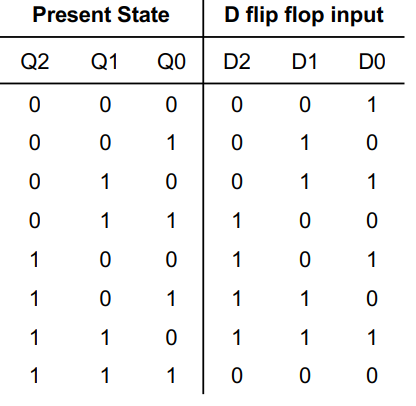 Present State D flip flop input
Q2 Q1 Q0 D2 D1 D0
0 0 0 0 0 1
0 0 1 0 1 0
0 1 0 0 1 1
0 1 1 1 0 0
1 0 0 1 0 1
1 0 1 1 1 0
1 1 0 1 1 1
1 1 1 0 0 0